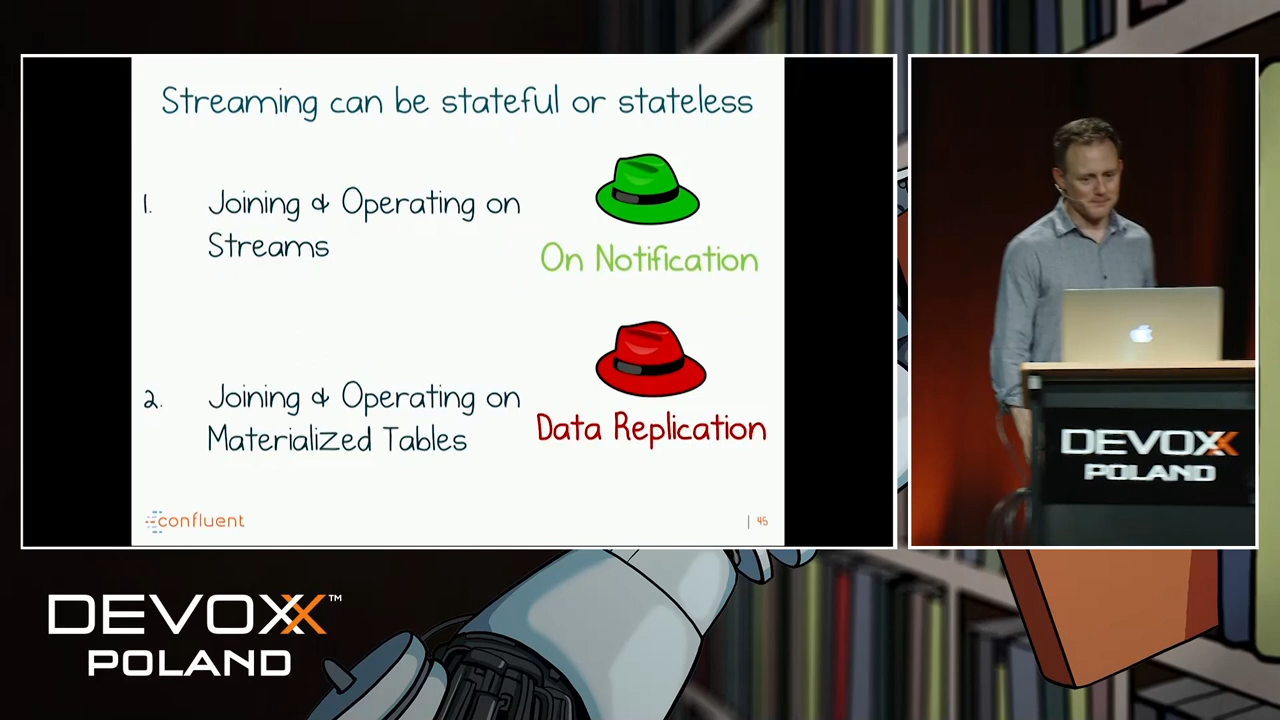 Streaming can be stateful or stateless
1. Joining & Operating on
Streams
On Notification
2. Joining & Operating on
Materialized Tables
Data Replication
confluent
| 45
DEVOXX
POLAND
DEVOXX™
POLAND